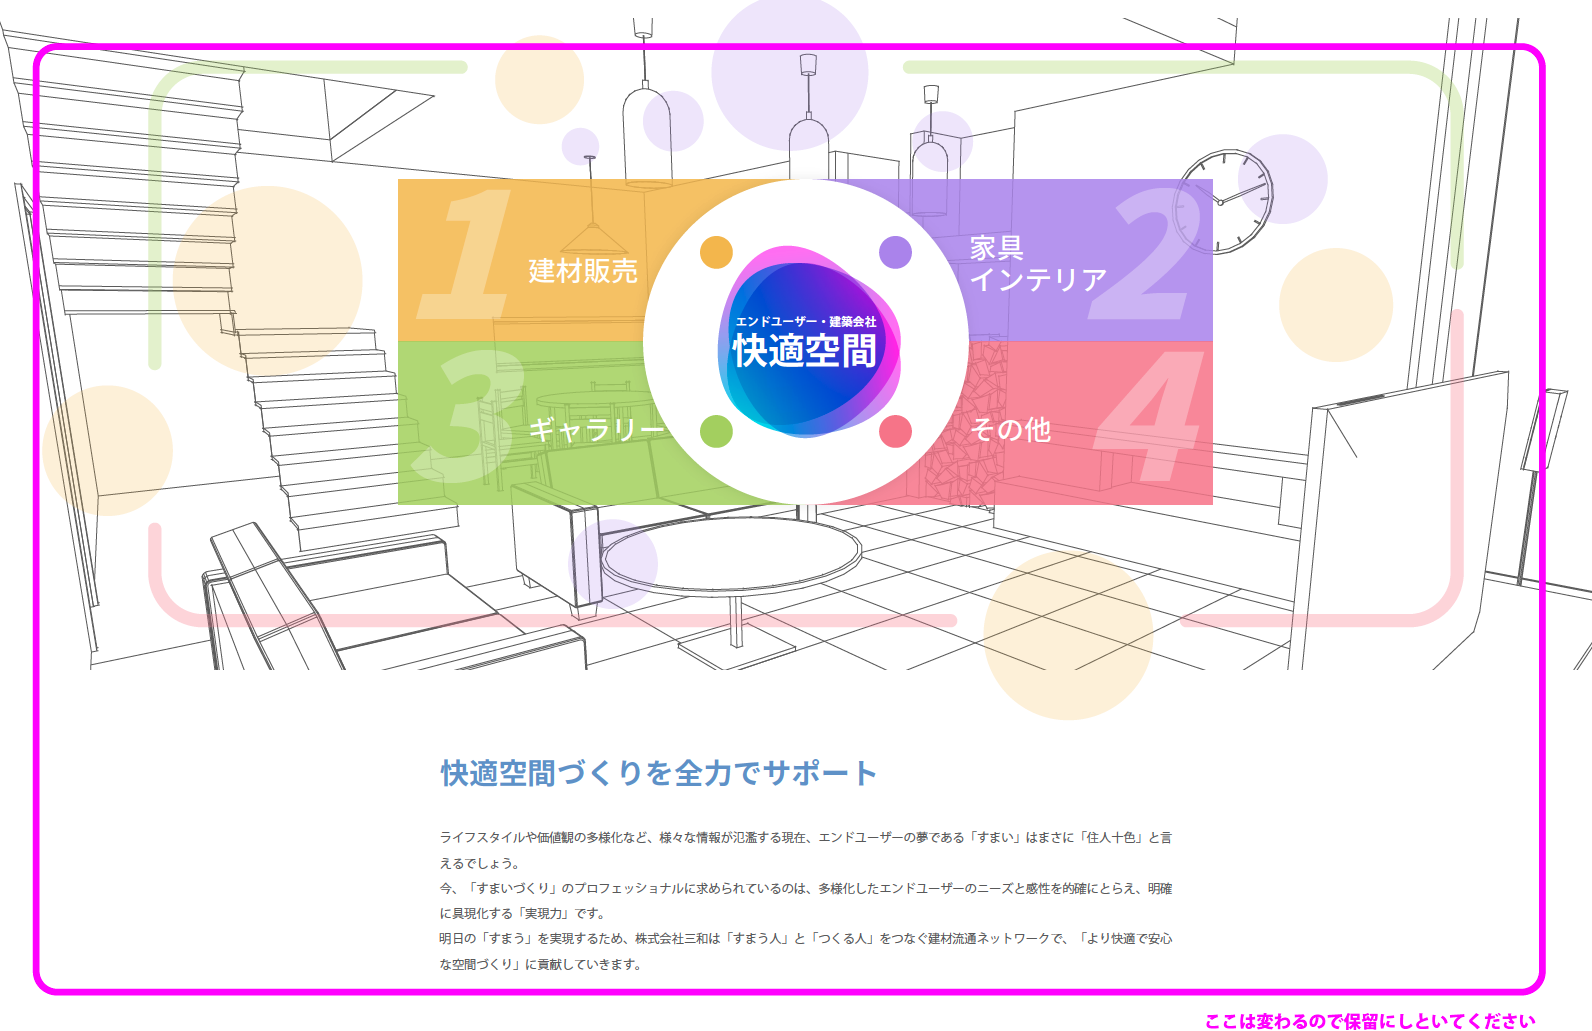 1
建材販売
家具
インテリア
2
エンドユーザー・建築会社
快適空間
3
ギャラリー
その他
4
快適空間づくりを全力でサポート
ライフスタイルや価値観の多様化など、様々な情報が氾濫する現在、エンドユーザーの夢である「すまい」はまさに「住人十色」と言
えるでしょう。
今、「すまいづくり」のプロフェッショナルに求められているのは、多様化したエンドユーザーのニーズと感性を的確にとらえ、明確
に具現化する「実現力」です。
明日の「すまう」を実現するため、株式会社三和は「すまう人」と「つくる人」をつなぐ建材流通ネットワークで、「より快適で安心
な空間づくり」に貢献していきます。
ここは変わるので保留にしといてください